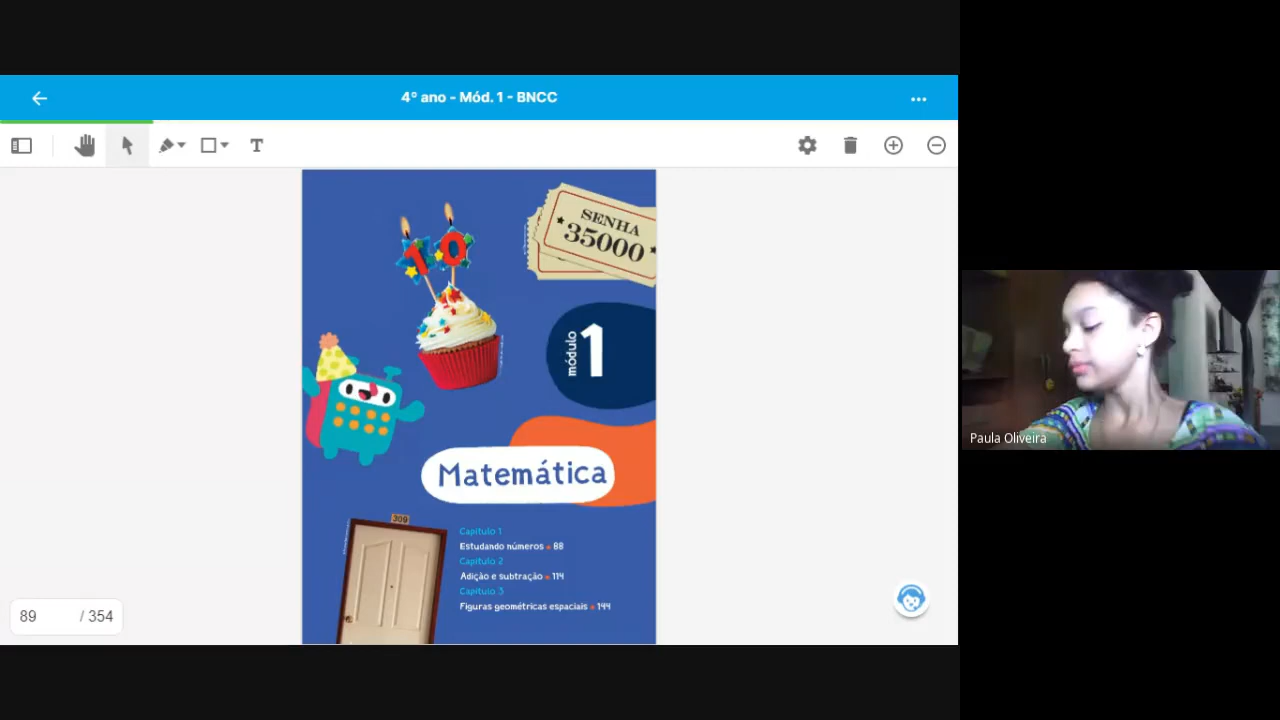 4º ano - Mód. 1 - BNCC
T
SENHA
35000
10
módulo 1
Matemática
309
Capítulo 1
Estudando números • 88
Capítulo 2
Adição e subtração • 114
Capítulo 3
Figuras geométricas espaciais • 144
89 / 354
Paula Oliveira